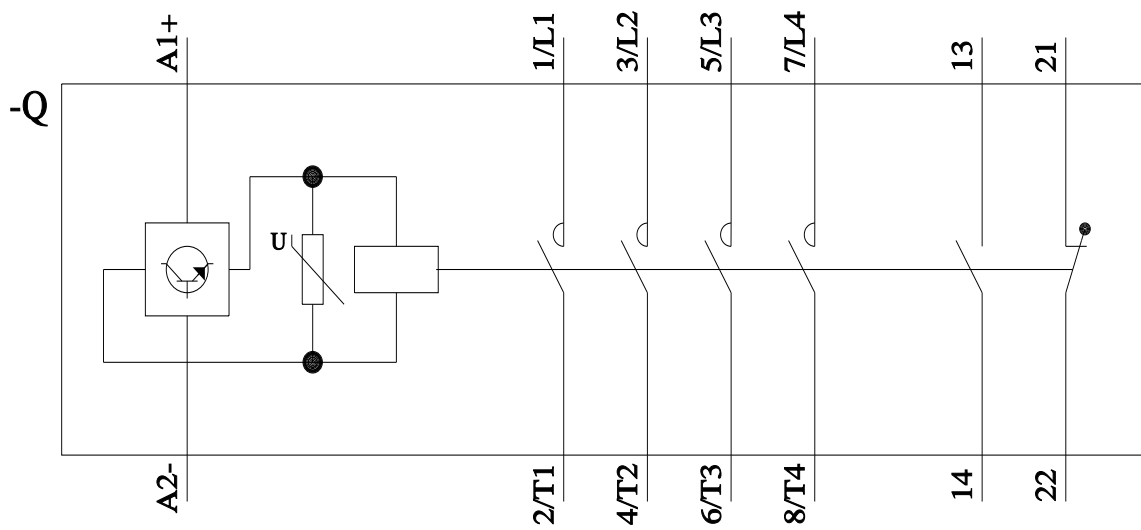 A1+
1/L1
3/L2
5/L3
7/L4
13
21
-Q
U
A2-
2/T1
4/T2
6/T3
8/T4
14
22